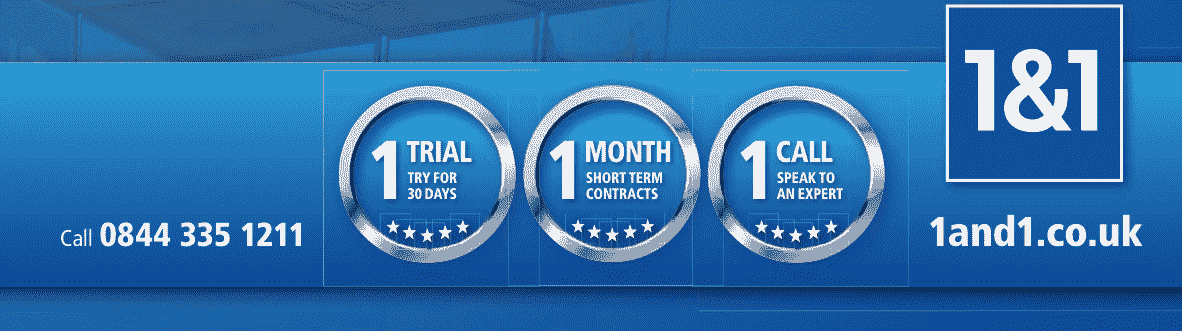 1&1
1 TRIAL
TRY FOR
30 DAYS
1 MONTH
SHORT TERM
CONTRACTS
1 CALL
SPEAK TO
AN EXPERT
Call 0844 335 1211
1and1.co.uk